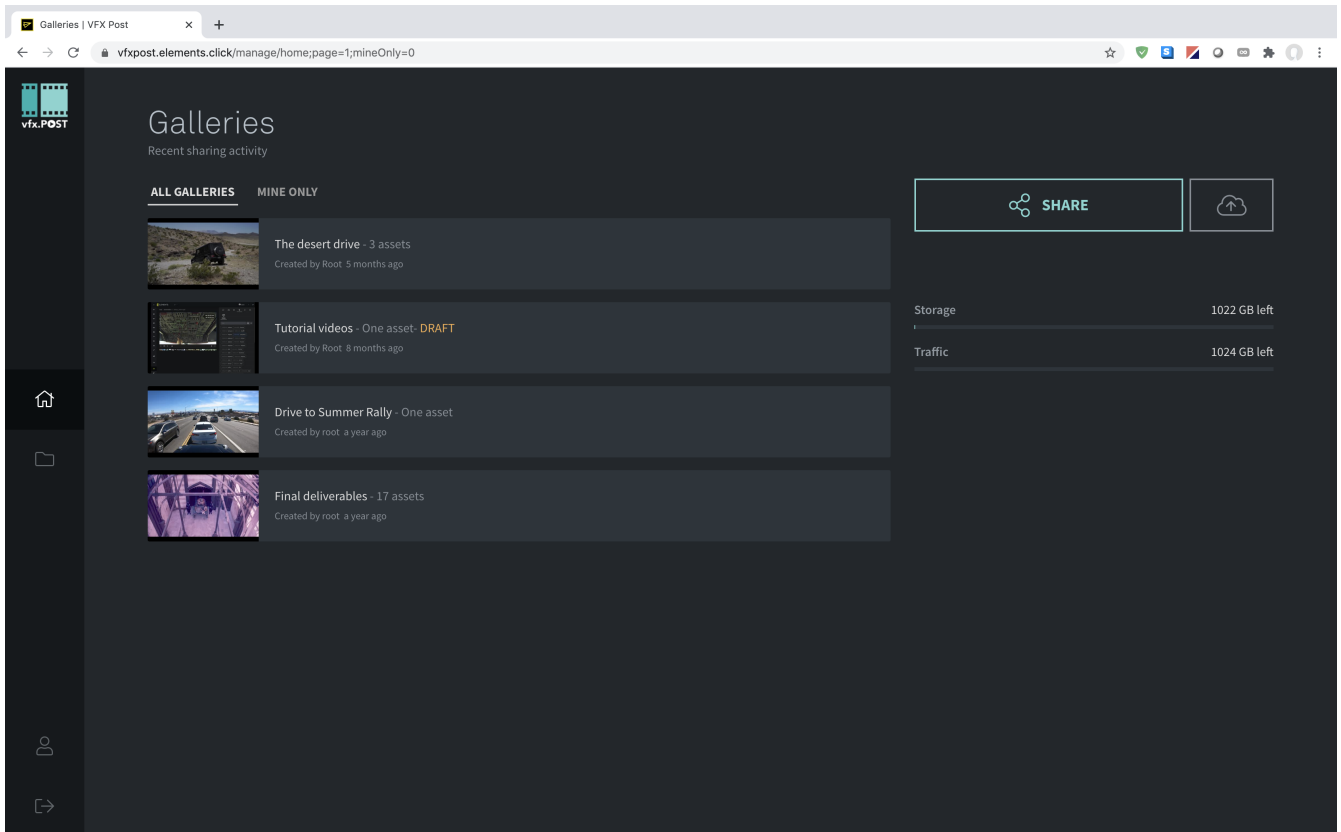 Galleries | VFX Post
vfxpost.elements.click/manage/home;page=1;mineOnly=0
vfx.POST
Galleries
Recent sharing activity
ALL GALLERIES MINE ONLY
SHARE
The desert drive - 3 assets
Created by Root 5 months ago
Storage 1022 GB left
Tutorial videos - One asset- DRAFT
Created by Root 8 months ago
Traffic 1024 GB left
Drive to Summer Rally - One asset
Created by root a year ago
Final deliverables - 17 assets
Created by root a year ago